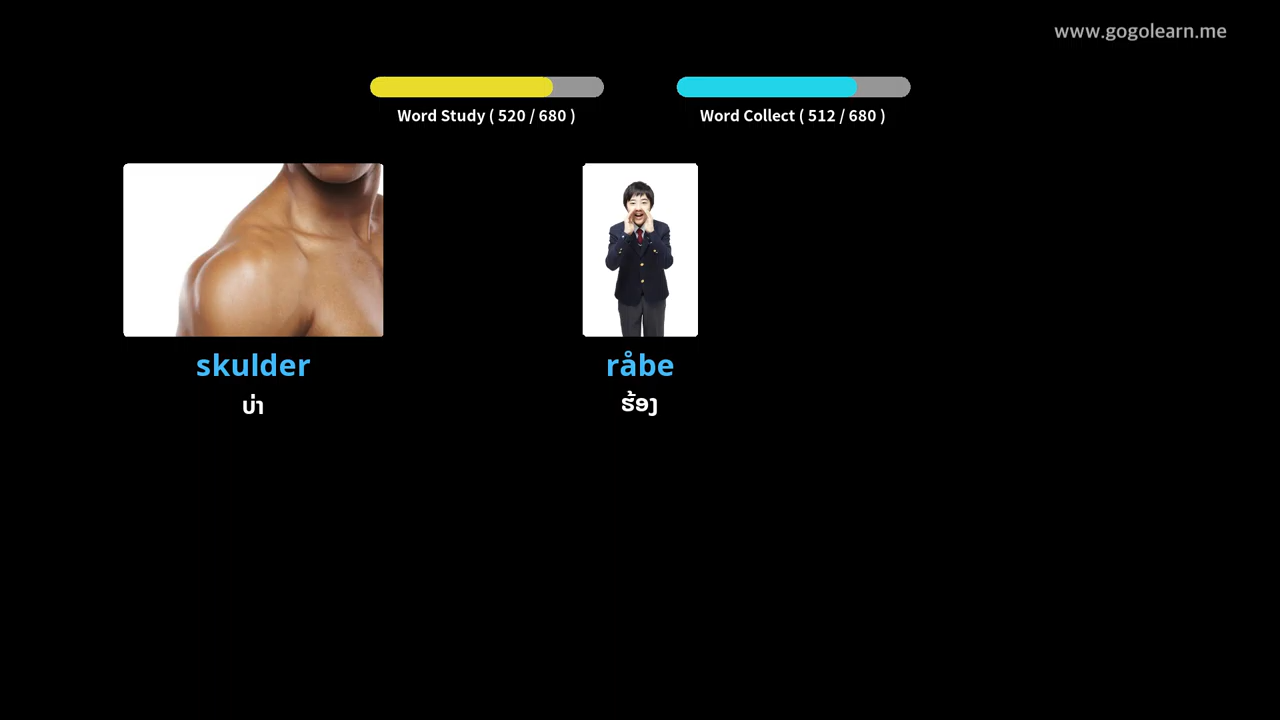 www.gogolearn.me
Word Study ( 520 / 680 )
Word Collect ( 512 / 680 )
skulder
ບ່າ
råbe
ຮ້ອງ